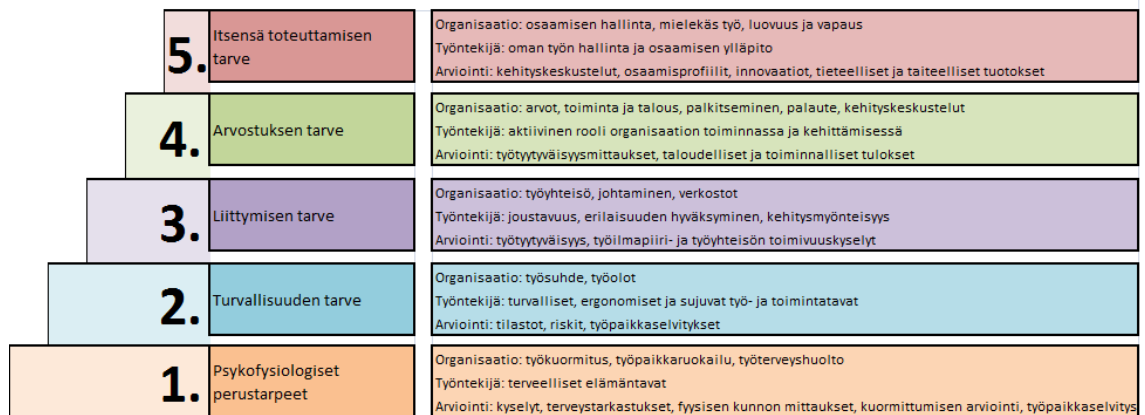 5.
Itsensä toteuttamisen
tarve
Organisaatio: osaamisen hallinta, mielekäs työ, luovuus ja vapaus
Työntekijä: oman työn hallinta ja osaamisen ylläpito
Arviointi: kehityskeskustelut, osaamisprofiilit, innovaatiot, tieteelliset ja taiteelliset tuotokset
4.
Arvostuksen tarve
Organisaatio: arvot, toiminta ja talous, palkitseminen, palaute, kehityskeskustelut
Työntekijä: aktiivinen rooli organisaation toiminnassa ja kehittämisessä
Arviointi: työtyytyväisyysmittaukset, taloudelliset ja toiminnalliset tulokset
3.
Liittymisen tarve
Organisaatio: työyhteisö, johtaminen, verkostot
Työntekijä: joustavuus, erilaisuuden hyväksyminen, kehitysmyönteisyys
Arviointi: työtyytyväisyys, työilmapiiri- ja työyhteisön toimivuuskyselyt
2.
Turvallisuuden tarve
Organisaatio: työsuhde, työolot
Työntekijä: turvalliset, ergonomiset ja sujuvat työ- ja toimintatavat
Arviointi: tilastot, riskit, työpaikkaselvitykset
1.
Psykofysiologiset
perustarpeet
Organisaatio: työkuormitus, työpaikkaruokailu, työterveyshuolto
Työntekijä: terveelliset elämäntavat
Arviointi: kyselyt, terveystarkastukset, fyysisen kunnon mittaukset, kuormittumisen arviointi, työpaikkaselvitys